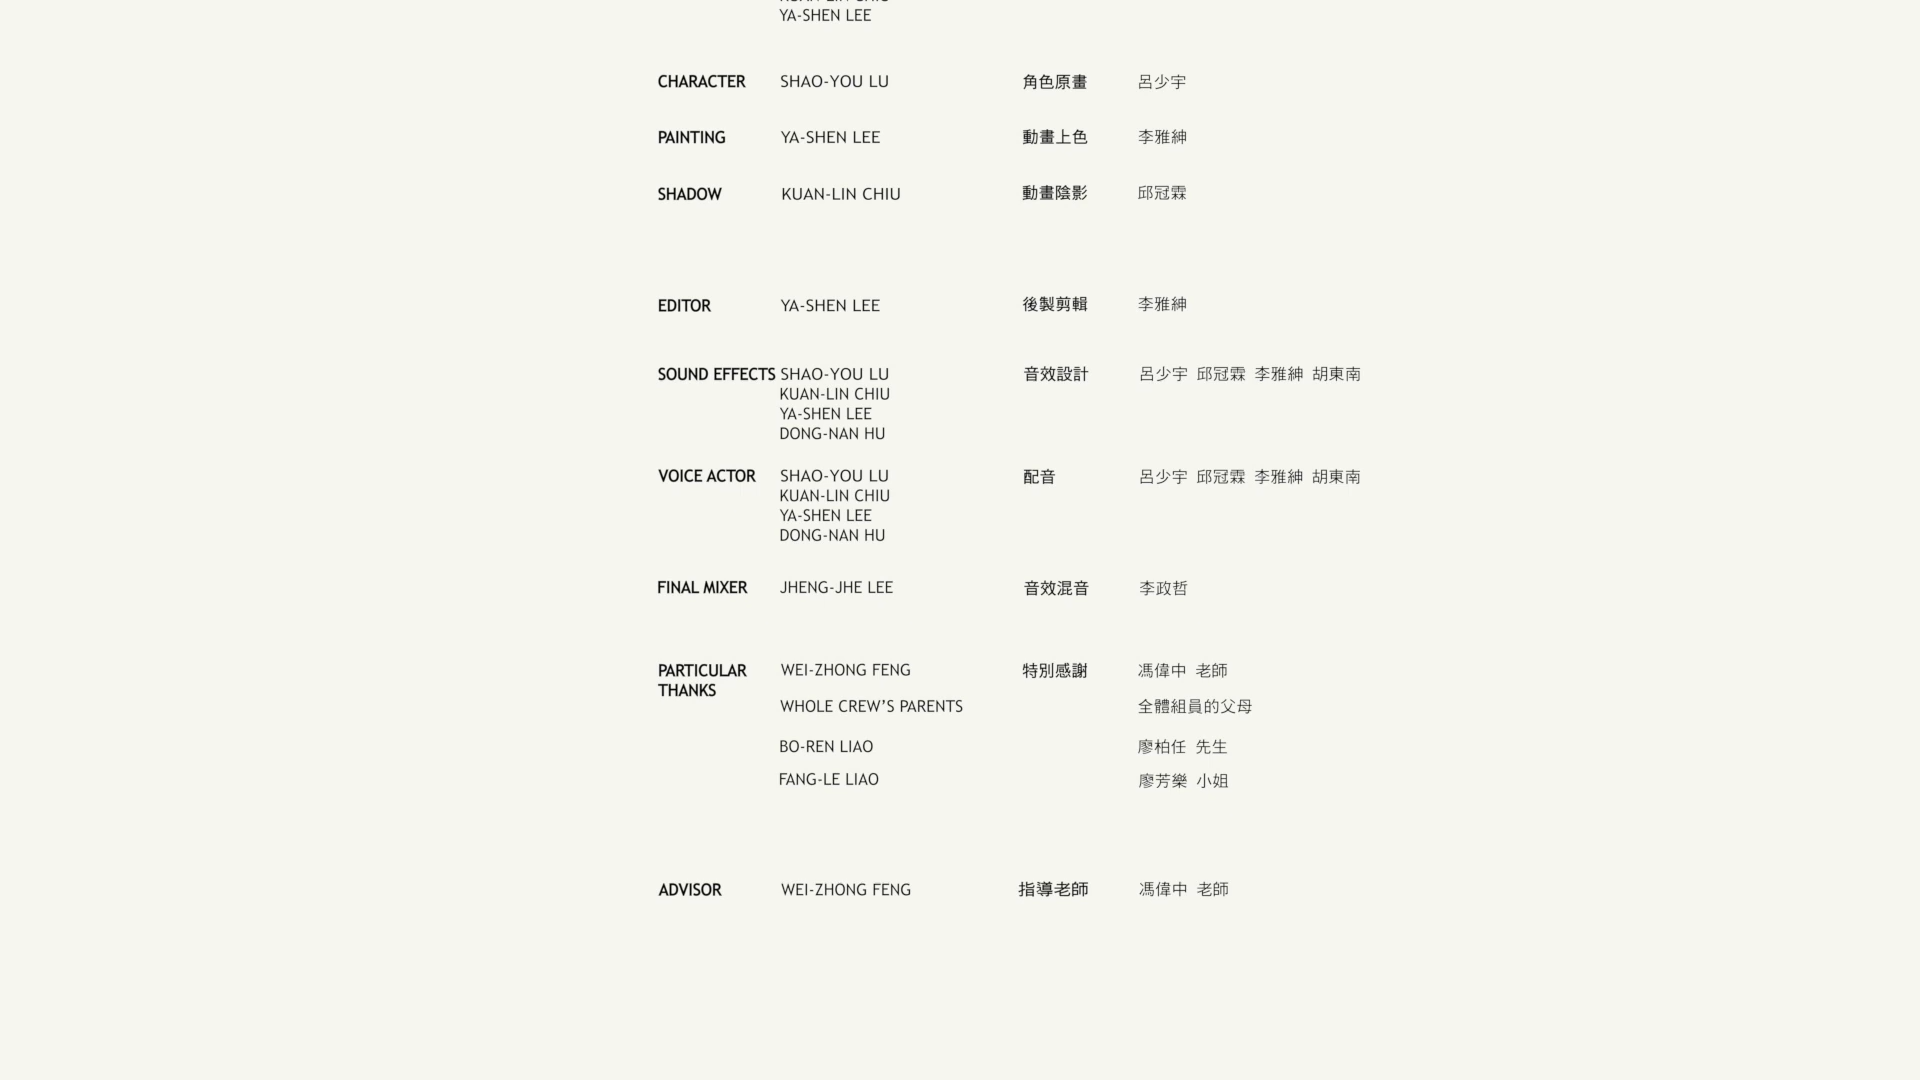 YA-SHEN LEE
CHARACTER SHAO-YOU LU 角色原畫 呂少宇
PAINTING YA-SHEN LEE 動畫上色 李雅紳
SHADOW KUAN-LIN CHIU 動畫陰影 邱冠霖
EDITOR YA-SHEN LEE 後製剪輯 李雅紳
SOUND EFFECTS SHAO-YOU LU 音效設計 呂少宇 邱冠霖 李雅紳 胡東南
KUAN-LIN CHIU
YA-SHEN LEE
DONG-NAN HU
VOICE ACTOR SHAO-YOU LU 配音 呂少宇 邱冠霖 李雅紳 胡東南
KUAN-LIN CHIU
YA-SHEN LEE
DONG-NAN HU
FINAL MIXER JHENG-JHE LEE 音效混音 李政哲
PARTICULAR WEI-ZHONG FENG 特別感謝 馮偉中 老師
THANKS
WHOLE CREW’S PARENTS 全體組員的父母
BO-REN LIAO 廖柏任 先生
FANG-LE LIAO 廖芳樂 小姐
ADVISOR WEI-ZHONG FENG 指導老師 馮偉中 老師